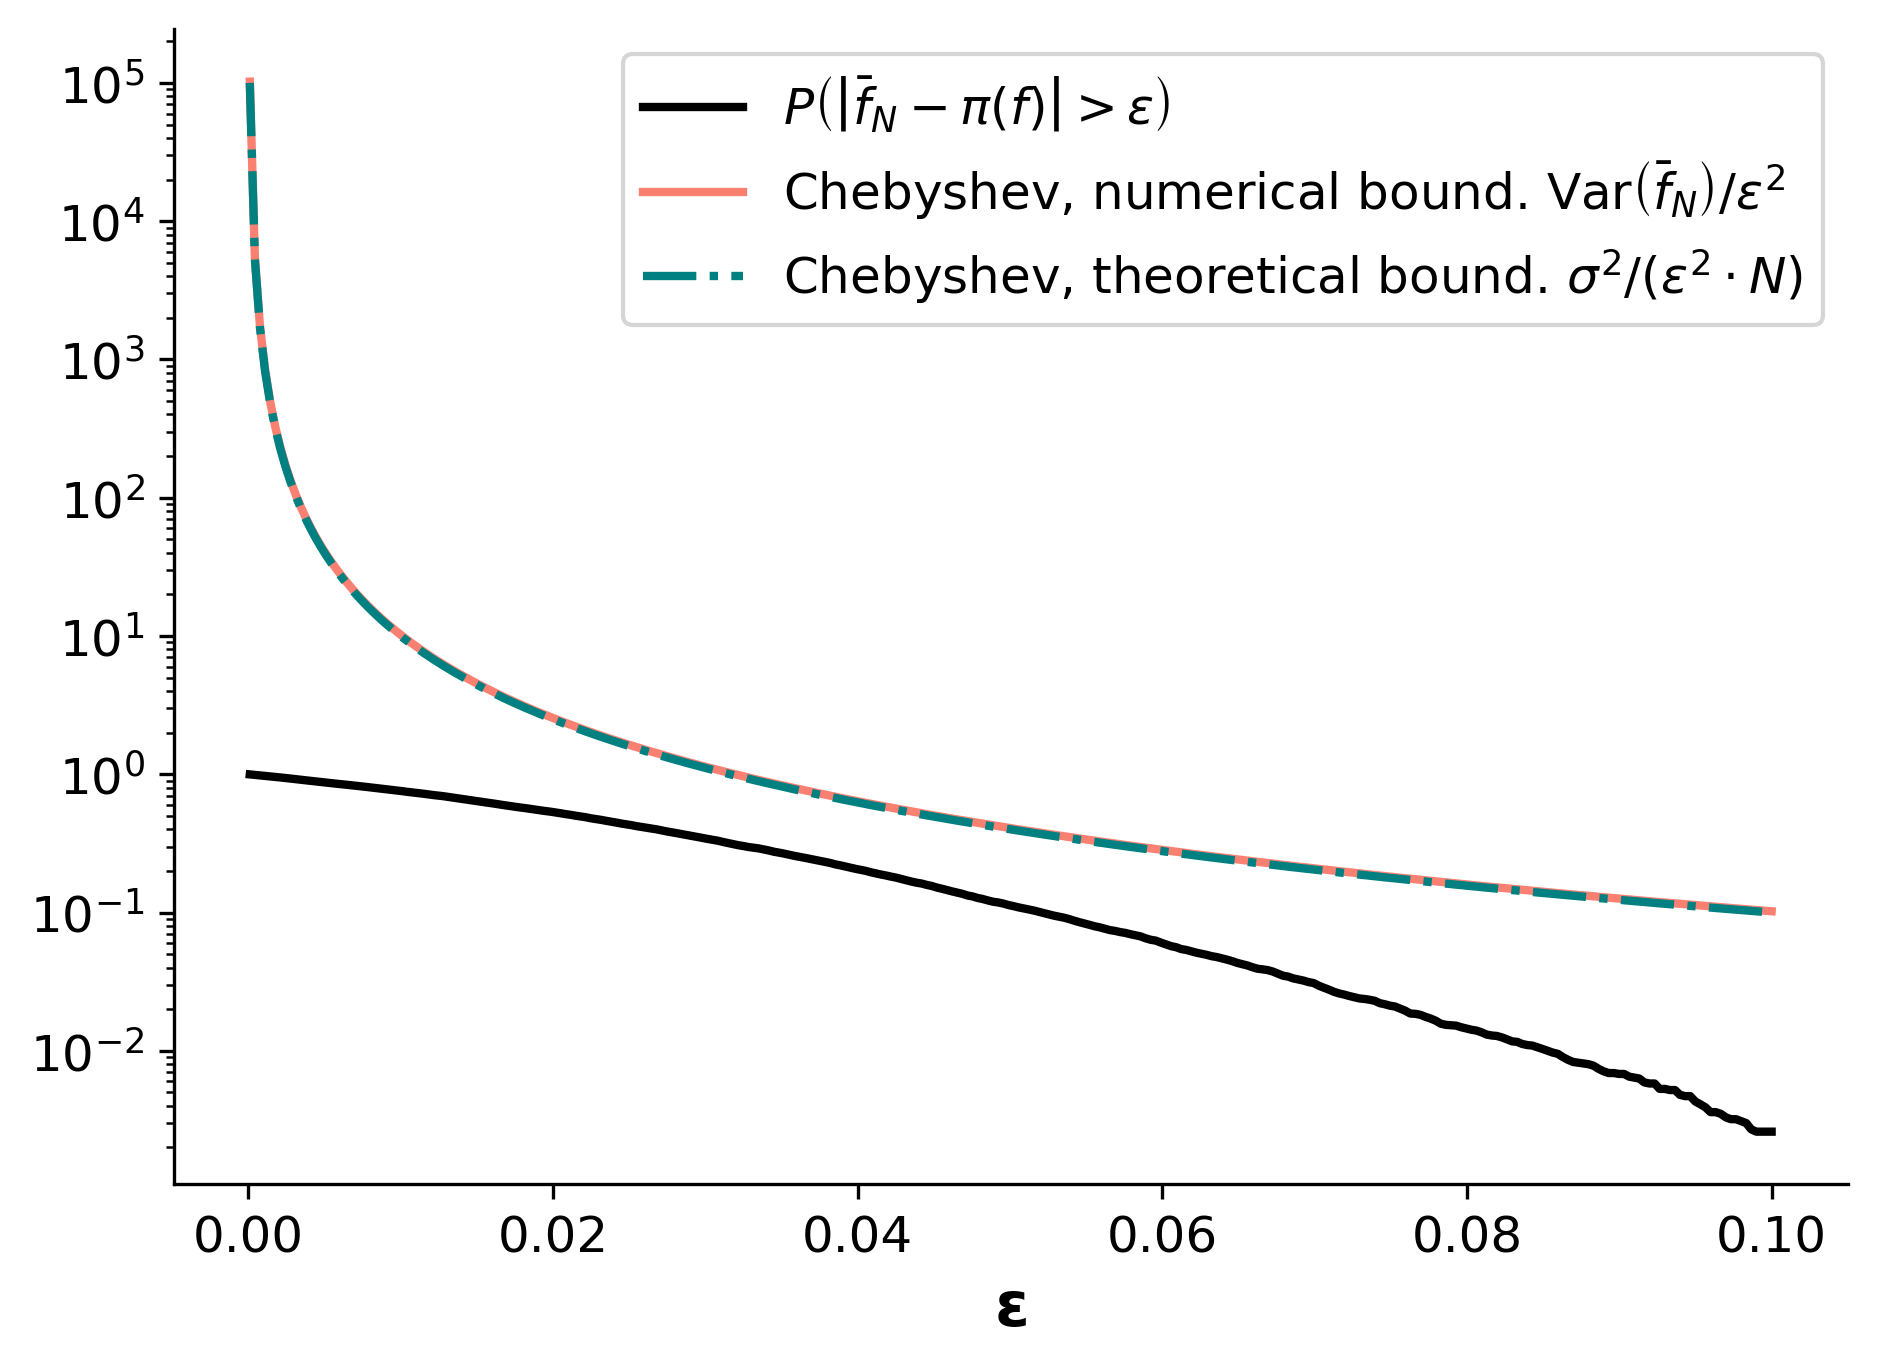 10⁵
10⁴
10³
10²
10¹
10⁰
10⁻¹
10⁻²
P(|f̄_N − π(f)| > ε)
Chebyshev, numerical bound. Var(f̄_N)/ε²
Chebyshev, theoretical bound. σ²/(ε² · N)
0.00 0.02 0.04 0.06 0.08 0.10
ε